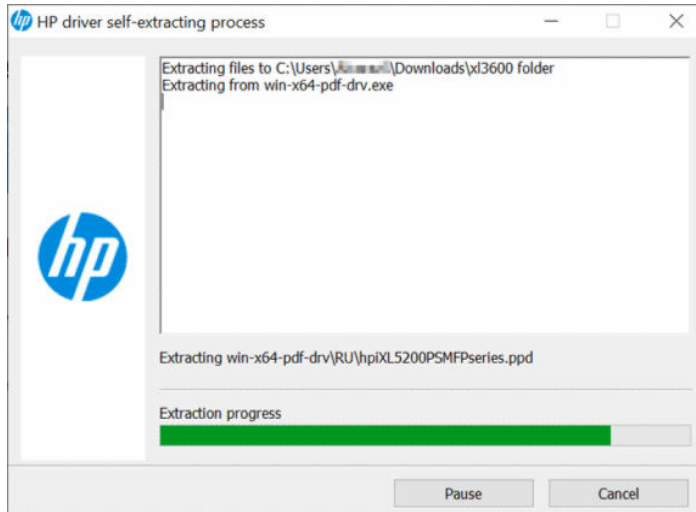 HP driver self-extracting process
Extracting files to C:\Users\ \Downloads\xl3600 folder
Extracting from win-x64-pdf-drv.exe
hp
Extracting win-x64-pdf-drv\RU\hpiXL5200PSMFPseries.ppd
Extraction progress
Pause Cancel